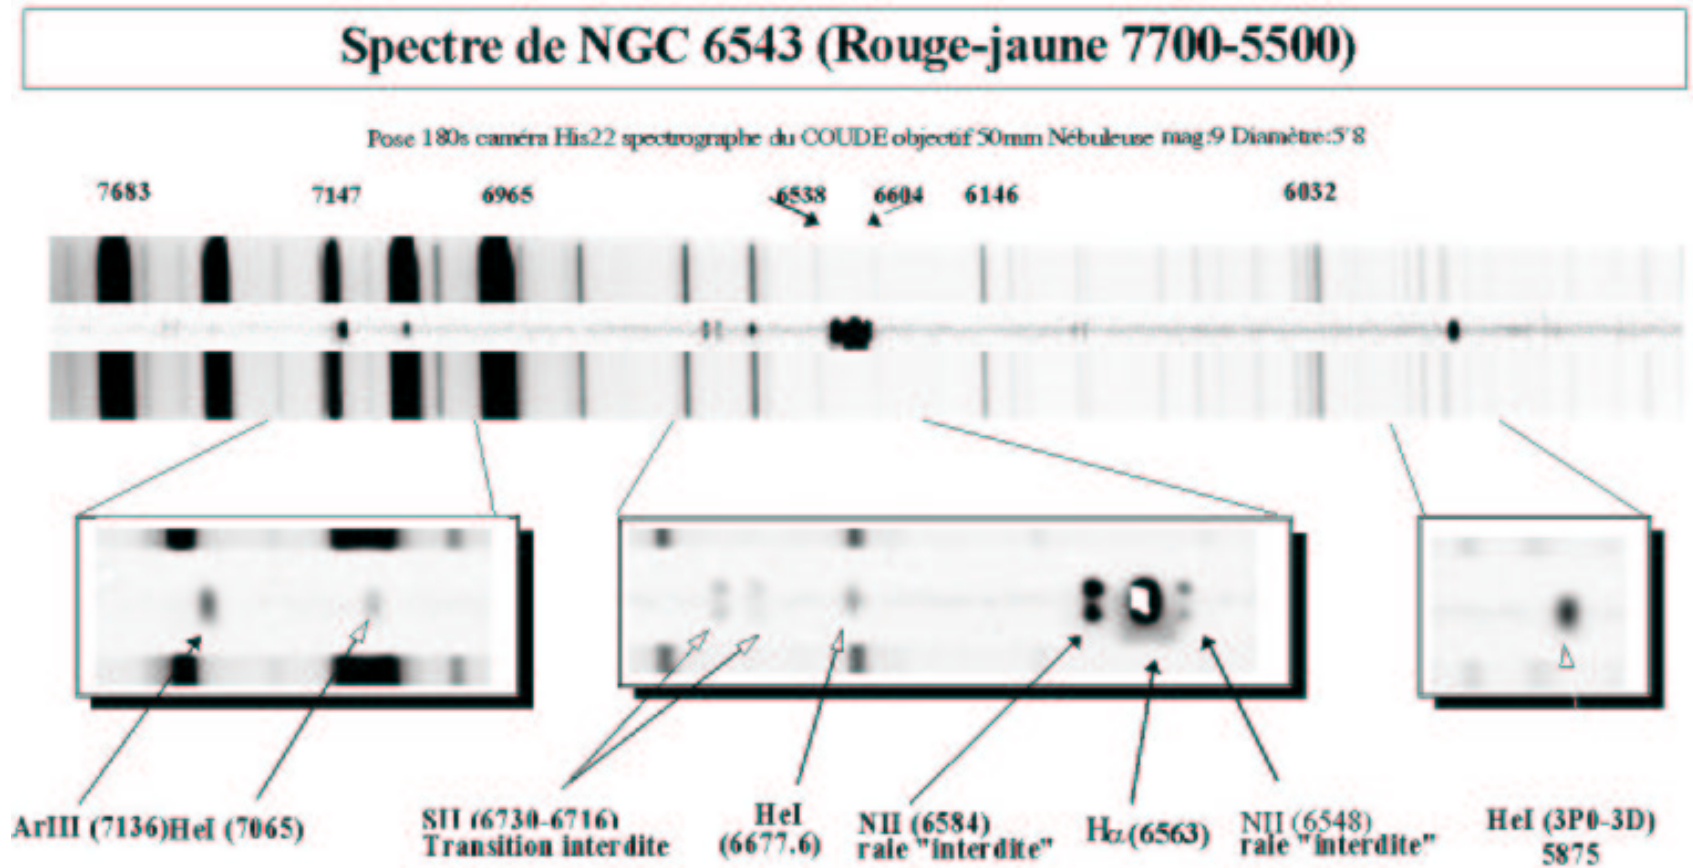 Spectre de NGC 6543 (Rouge-jaune 7700-5500)
Pose 180s caméra His22 spectrographe du COUDE objectif 50mm Nébuleuse mag:9 Diamètre:5'8
7683 7147 6965 6538 6604 6146 6032
ArIII (7136) HeI (7065)
SII (6730-6716)
Transition interdite
HeI
(6677.6)
NII (6584)
raie "interdite"
Hα (6563)
NII (6548)
raie "interdite"
HeI (3P0-3D)
5875